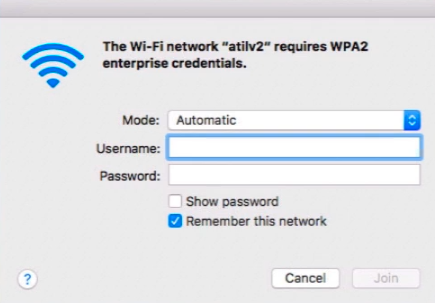 The Wi-Fi network “atilv2” requires WPA2
enterprise credentials.
Mode: Automatic
Username:
Password:
Show password
Remember this network
? Cancel Join